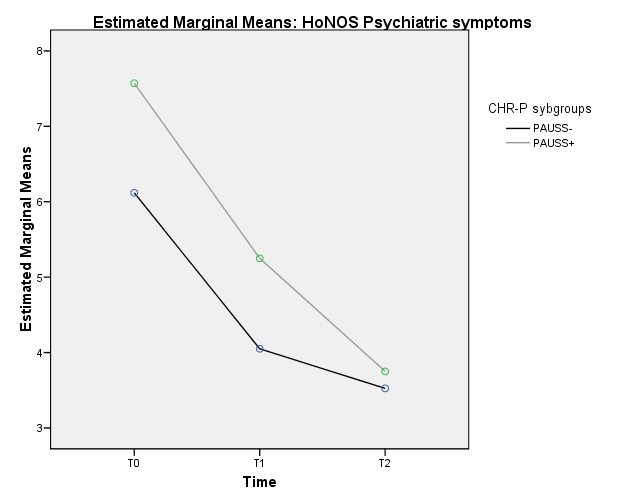 Estimated Marginal Means: HoNOS Psychiatric symptoms
Estimated Marginal Means
8
7
6
5
4
3
T0
T1
T2
Time
CHR-P sybgroups
PAUSS-
PAUSS+